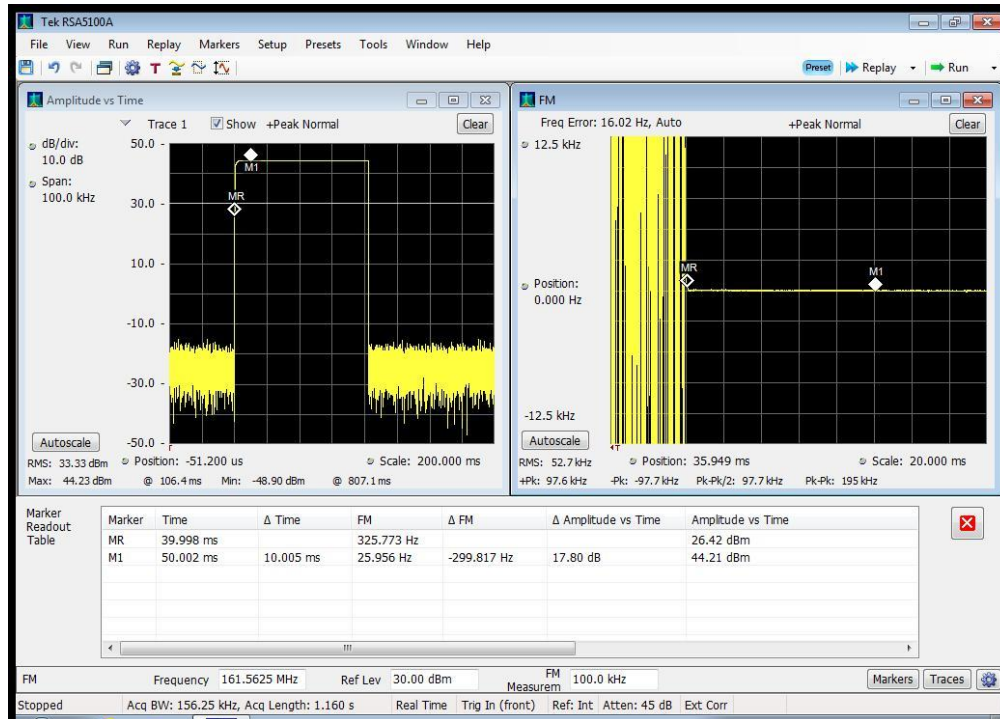 Tek RSA5100A
File View Run Replay Markers Setup Presets Tools Window Help
T Preset Replay Run
Amplitude vs Time
Trace 1 Show +Peak Normal Clear
dB/div:
10.0 dB
Span:
100.0 kHz
50.0 -
30.0 -
10.0 -
-10.0 -
-30.0 -
-50.0 -
M1
MR
Autoscale
Position: -51.200 us Scale: 200.000 ms
RMS: 33.33 dBm
Max: 44.23 dBm @ 106.4 ms Min: -48.90 dBm @ 807.1 ms
FM
Freq Error: 16.02 Hz, Auto +Peak Normal Clear
12.5 kHz
MR M1
Position:
0.000 Hz
-12.5 kHz
Autoscale
T
RMS: 52.7 kHz Position: 35.949 ms Scale: 20.000 ms
+Pk: 97.6 kHz -Pk: -97.7 kHz Pk-Pk/2: 97.7 kHz Pk-Pk: 195 kHz
Marker
Readout
Table
Marker Time Δ Time FM Δ FM Δ Amplitude vs Time Amplitude vs Time
MR 39.998 ms 325.773 Hz 26.42 dBm
M1 50.002 ms 10.005 ms 25.956 Hz -299.817 Hz 17.80 dB 44.21 dBm
FM Frequency 161.5625 MHz Ref Lev 30.00 dBm FM Measurem 100.0 kHz Markers Traces
Stopped Acq BW: 156.25 kHz, Acq Length: 1.160 s Real Time Trig In (front) Ref: Int Atten: 45 dB Ext Corr